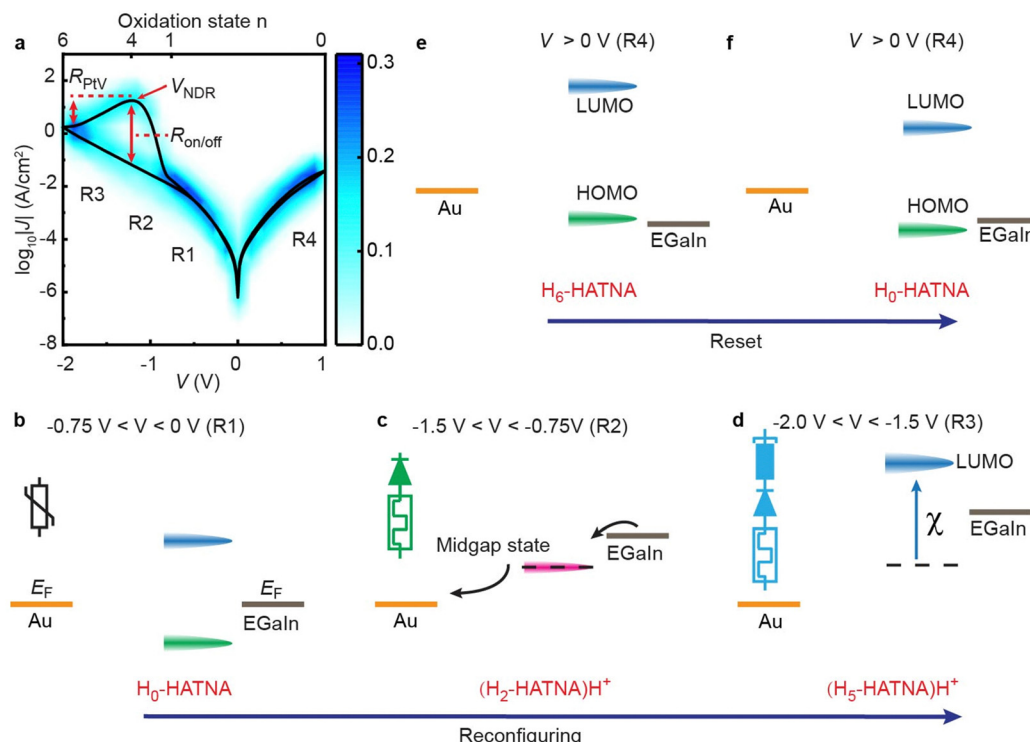 Oxidation state n
a
6 4 1 0
2
0
-2
-4
-6
-8
log10|J| (A/cm2)
RPtV
VNDR
Ron/off
R3
R2
R1
R4
-2 -1 0 1
V (V)
0.3
0.2
0.1
0.0
e
V > 0 V (R4)
LUMO
HOMO
Au
EGaIn
H6-HATNA
f
V > 0 V (R4)
LUMO
HOMO
Au
EGaIn
H0-HATNA
Reset
b
-0.75 V < V < 0 V (R1)
EF
Au
EF
EGaIn
H0-HATNA
c
-1.5 V < V < -0.75V (R2)
Midgap state
EGaIn
Au
(H2-HATNA)H+
d
-2.0 V < V < -1.5 V (R3)
LUMO
χ
EGaIn
Au
(H5-HATNA)H+
Reconfiguring